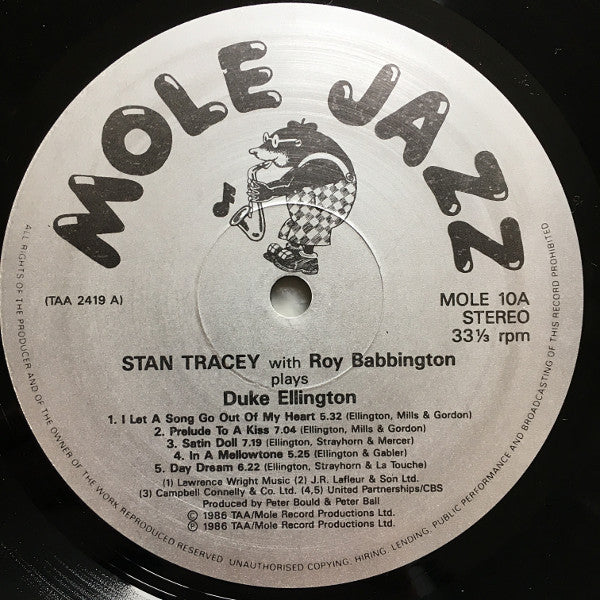 MOLE JAZZ
(TAA 2419 A)
MOLE 10A
STEREO
33⅓ rpm
STAN TRACEY with Roy Babbington
plays
Duke Ellington
1. I Let A Song Go Out Of My Heart 5.32 (Ellington, Mills & Gordon)
2. Prelude To A Kiss 7.04 (Ellington, Mills & Gordon)
3. Satin Doll 7.19 (Ellington, Strayhorn & Mercer)
4. In A Mellowtone 5.25 (Ellington & Gabler)
5. Day Dream 6.22 (Ellington, Strayhorn & La Touche)
(1) Lawrence Wright Music (2) J.R. Lafleur & Son Ltd.
(3) Campbell Connelly & Co. Ltd. (4,5) United Partnerships/CBS
Produced by Peter Bould & Peter Ball
© 1986 TAA/Mole Record Productions Ltd.
℗ 1986 TAA/Mole Record Productions Ltd.
ALL RIGHTS OF THE PRODUCER AND OF THE OWNER OF THE WORK REPRODUCED RESERVED. UNAUTHORISED COPYING, HIRING, LENDING, PUBLIC PERFORMANCE AND BROADCASTING OF THIS RECORD PROHIBITED